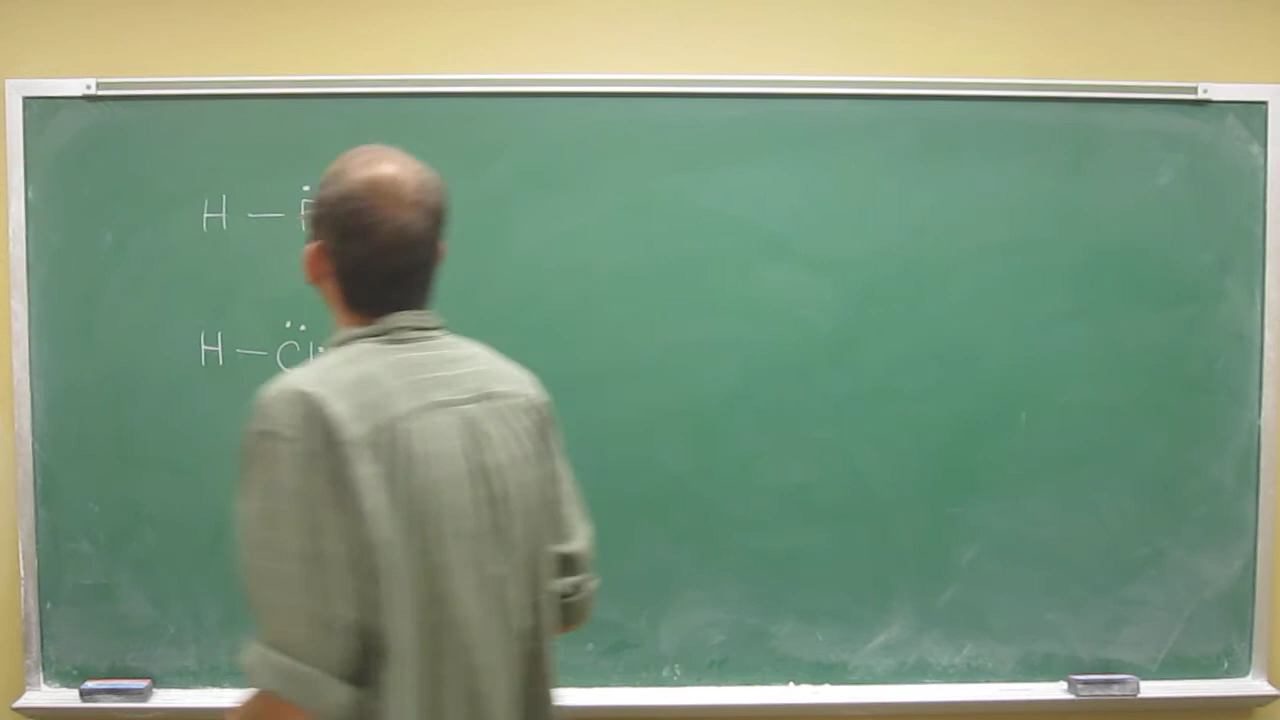 H — F
H — Cl